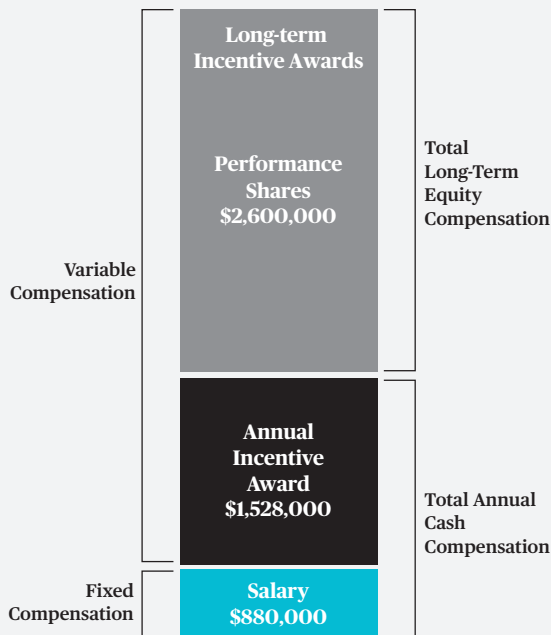 Long-term
Incentive Awards
Performance
Shares
$2,600,000
Total
Long-Term
Equity
Compensation
Variable
Compensation
Annual
Incentive
Award
$1,528,000
Total Annual
Cash
Compensation
Fixed
Compensation
Salary
$880,000